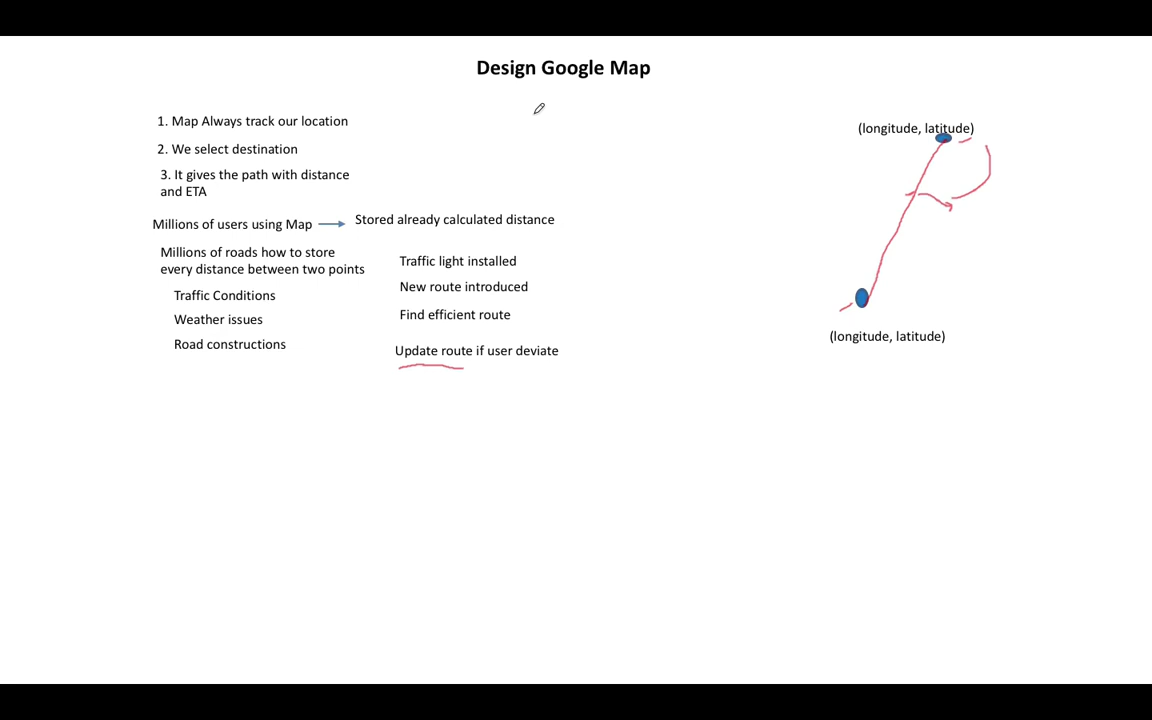 Design Google Map
1. Map Always track our location
2. We select destination
3. It gives the path with distance
and ETA
Millions of users using Map
Stored already calculated distance
Millions of roads how to store
every distance between two points
Traffic Conditions
Weather issues
Road constructions
Traffic light installed
New route introduced
Find efficient route
Update route if user deviate
(longitude, latitude)
(longitude, latitude)